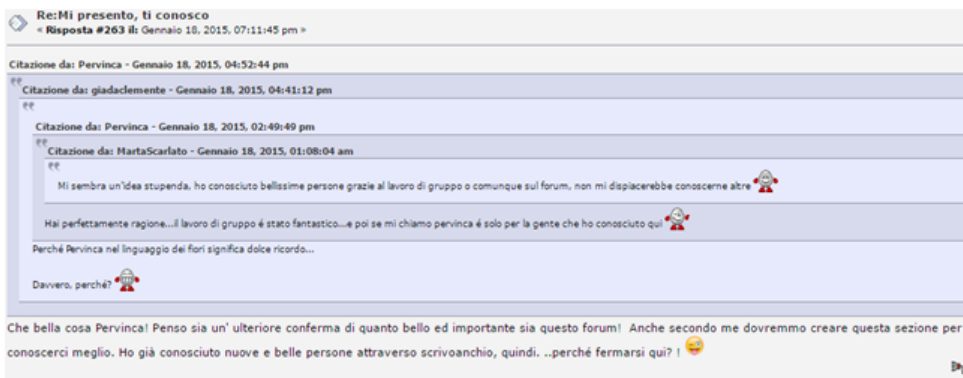 Re:Mi presento, ti conosco
« Risposta #263 il: Gennaio 18, 2015, 07:11:45 pm »
Citazione da: Pervinca - Gennaio 18, 2015, 04:52:44 pm
Citazione da: giadaclemente - Gennaio 18, 2015, 04:41:12 pm
Citazione da: Pervinca - Gennaio 18, 2015, 02:49:49 pm
Citazione da: MartaScarlato - Gennaio 18, 2015, 01:08:04 am
Mi sembra un'idea stupenda, ho conosciuto bellissime persone grazie al lavoro di gruppo o comunque sul forum, non mi dispiacerebbe conoscerne altre
Hai perfettamente ragione...il lavoro di gruppo é stato fantastico...e poi se mi chiamo pervinca é solo per la gente che ho conosciuto qui
Perché Pervinca nel linguaggio dei fiori significa dolce ricordo...
Davvero, perché?
Che bella cosa Pervinca! Penso sia un' ulteriore conferma di quanto bello ed importante sia questo forum! Anche secondo me dovremmo creare questa sezione per
conoscerci meglio. Ho già conosciuto nuove e belle persone attraverso scrivoanchio, quindi. ..perché fermarsi qui? !